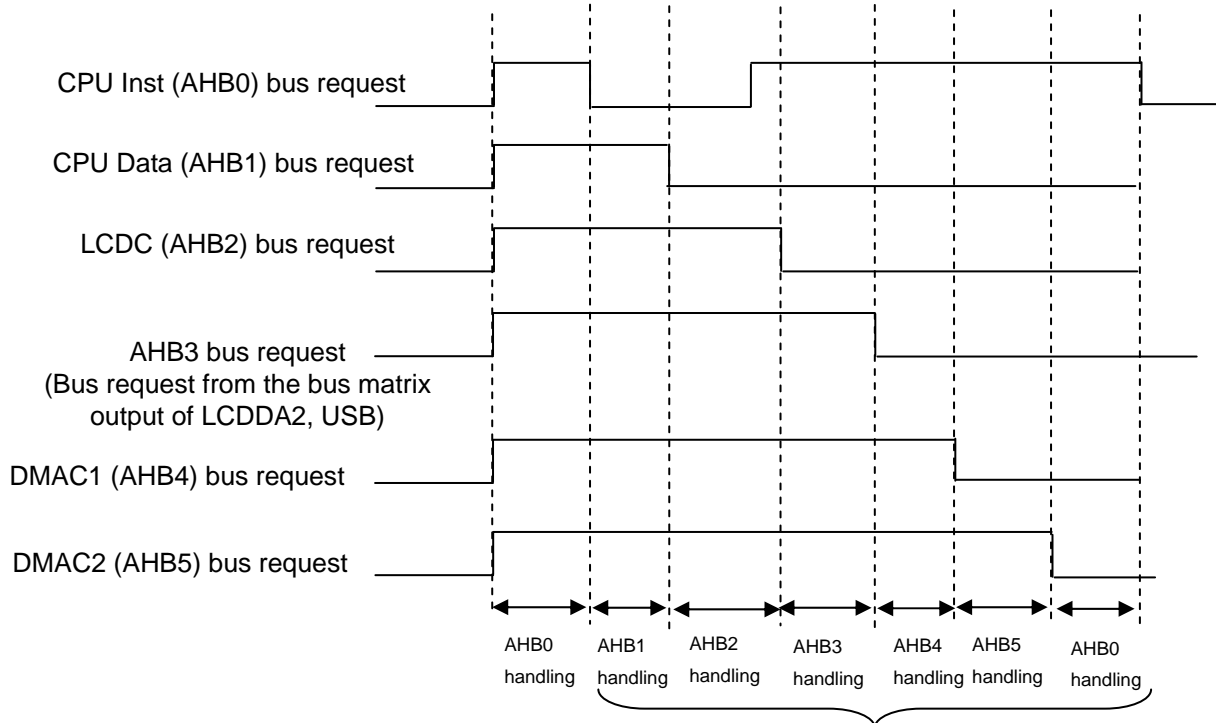 CPU Inst (AHB0) bus request
CPU Data (AHB1) bus request
LCDC (AHB2) bus request
AHB3 bus request
(Bus request from the bus matrix
output of LCDDA2, USB)
DMAC1 (AHB4) bus request
DMAC2 (AHB5) bus request
AHB0
handling
AHB1
handling
AHB2
handling
AHB3
handling
AHB4
handling
AHB5
handling
AHB0
handling